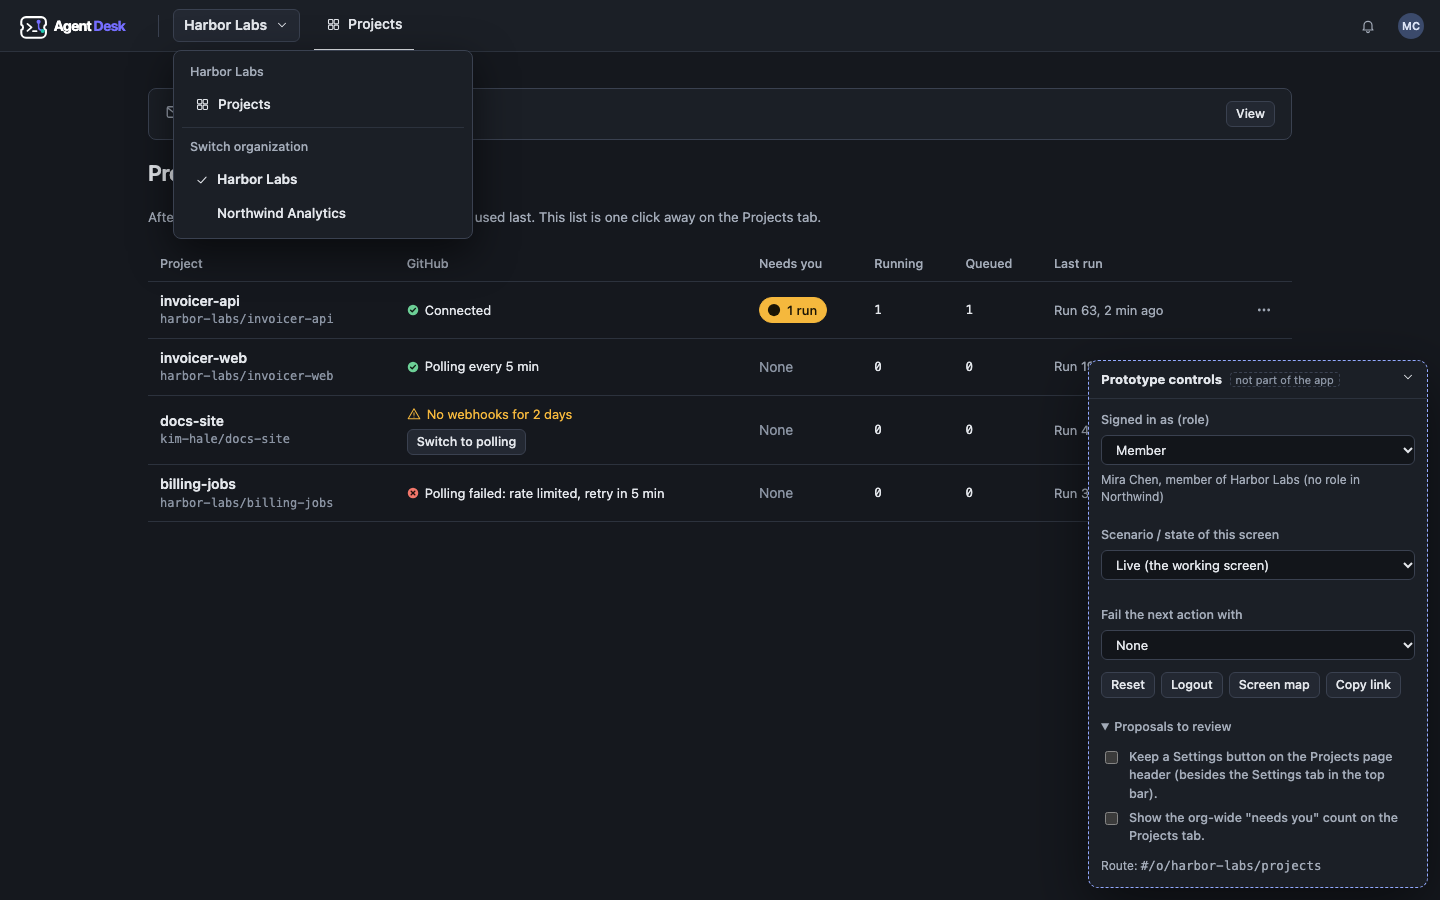 AgentDesk
Harbor Labs
Projects
MC
Harbor Labs
Projects
Switch organization
Harbor Labs
Northwind Analytics
View
used last. This list is one click away on the Projects tab.
Project GitHub Needs you Running Queued Last run
invoicer-api
harbor-labs/invoicer-api
Connected
1 run
1
1
Run 63, 2 min ago
invoicer-web
harbor-labs/invoicer-web
Polling every 5 min
None
0
0
Run
docs-site
kim-hale/docs-site
No webhooks for 2 days
Switch to polling
None
0
0
Run 4
billing-jobs
harbor-labs/billing-jobs
Polling failed: rate limited, retry in 5 min
None
0
0
Run 3
Prototype controls not part of the app
Signed in as (role)
Member
Mira Chen, member of Harbor Labs (no role in
Northwind)
Scenario / state of this screen
Live (the working screen)
Fail the next action with
None
Reset Logout Screen map Copy link
Proposals to review
Keep a Settings button on the Projects page
header (besides the Settings tab in the top
bar).
Show the org-wide "needs you" count on the
Projects tab.
Route: #/o/harbor-labs/projects